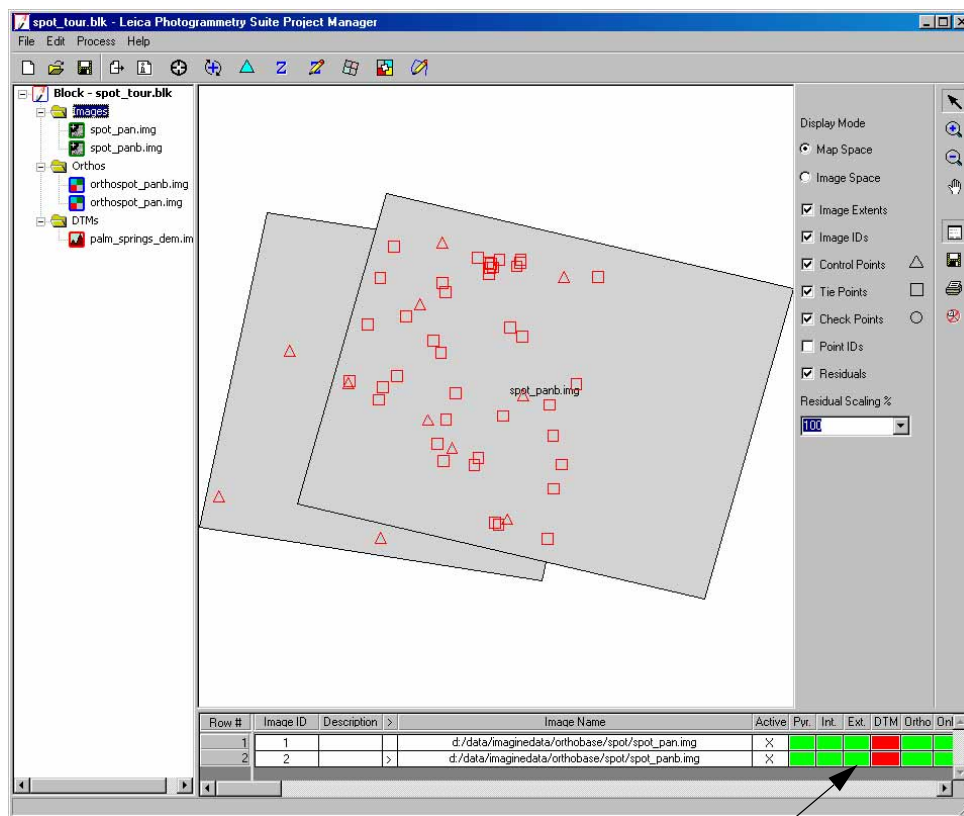 spot_tour.blk - Leica Photogrammetry Suite Project Manager
File Edit Process Help
Block - spot_tour.blk
Images
spot_pan.img
spot_panb.img
Orthos
orthospot_panb.img
orthospot_pan.img
DTMs
palm_springs_dem.im
spot_panb.img
Display Mode
Map Space
Image Space
Image Extents
Image IDs
Control Points
Tie Points
Check Points
Point IDs
Residuals
Residual Scaling %
100
Row # Image ID Description > Image Name Active Pyr. Int. Ext. DTM Ortho Onl
1 1 d:/data/imaginedata/orthobase/spot/spot_pan.img X
2 2 > d:/data/imaginedata/orthobase/spot/spot_panb.img X